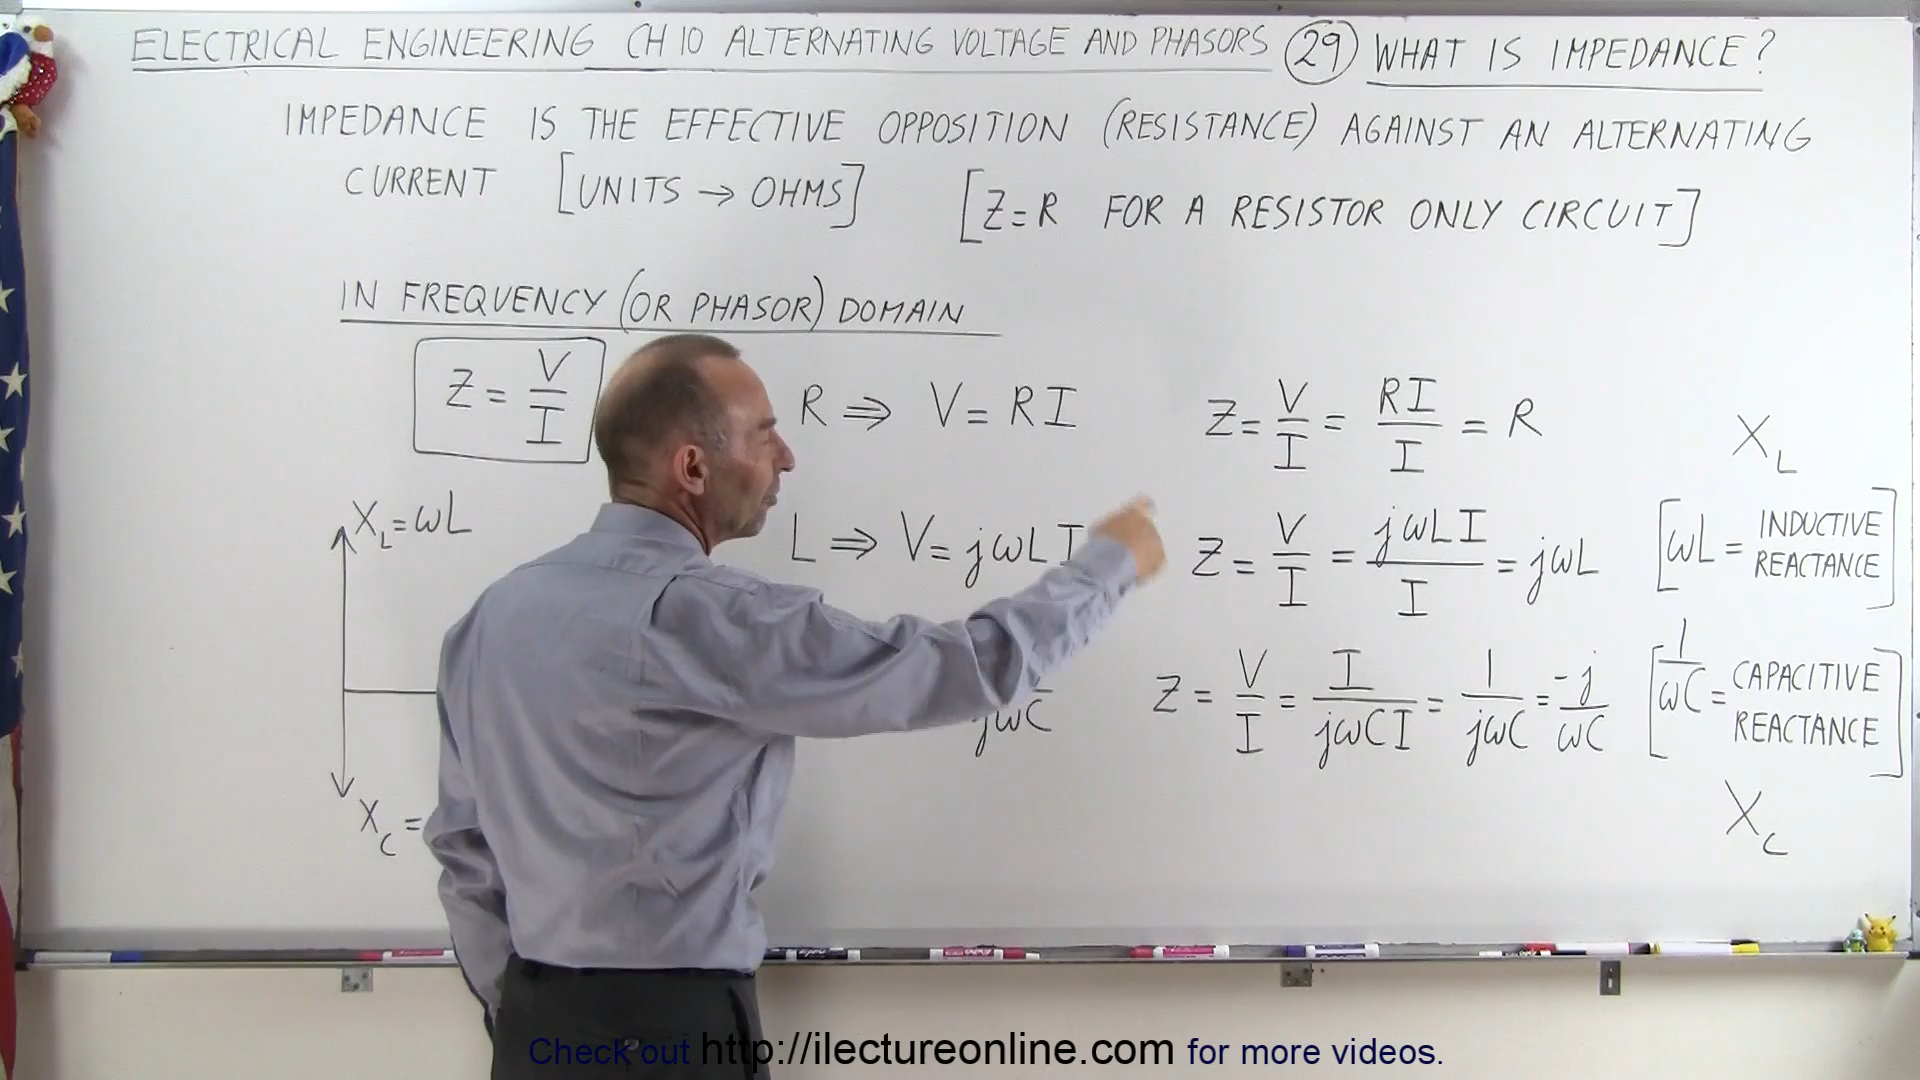 ELECTRICAL ENGINEERING CH 10 ALTERNATING VOLTAGE AND PHASORS 29 WHAT IS IMPEDANCE?
IMPEDANCE IS THE EFFECTIVE OPPOSITION (RESISTANCE) AGAINST AN ALTERNATING
CURRENT [UNITS → OHMS] [Z = R FOR A RESISTOR ONLY CIRCUIT]
IN FREQUENCY (OR PHASOR) DOMAIN
Z = V/I
R ⇒ V = RI
Z = V/I = RI/I = R
X_L
X_L = ωL
L ⇒ V = jωLI
Z = V/I = jωLI/I = jωL
[ωL = INDUCTIVE
REACTANCE]
jωC
Z = V/I = I/jωCI = 1/jωC = -j/ωC
[1/ωC = CAPACITIVE
REACTANCE]
X_C =
X_C
Check out http://ilectureonline.com for more videos.